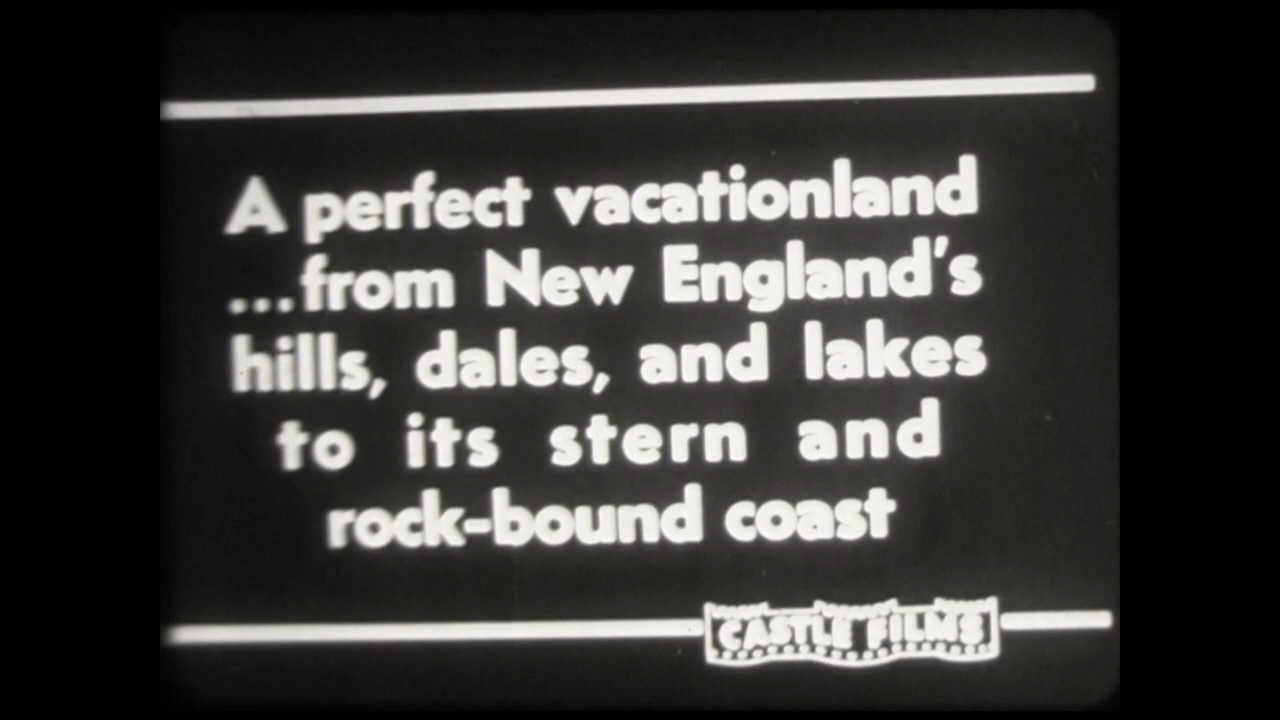 A perfect vacationland
...from New England's
hills, dales, and lakes
to its stern and
rock-bound coast
CASTLE FILMS